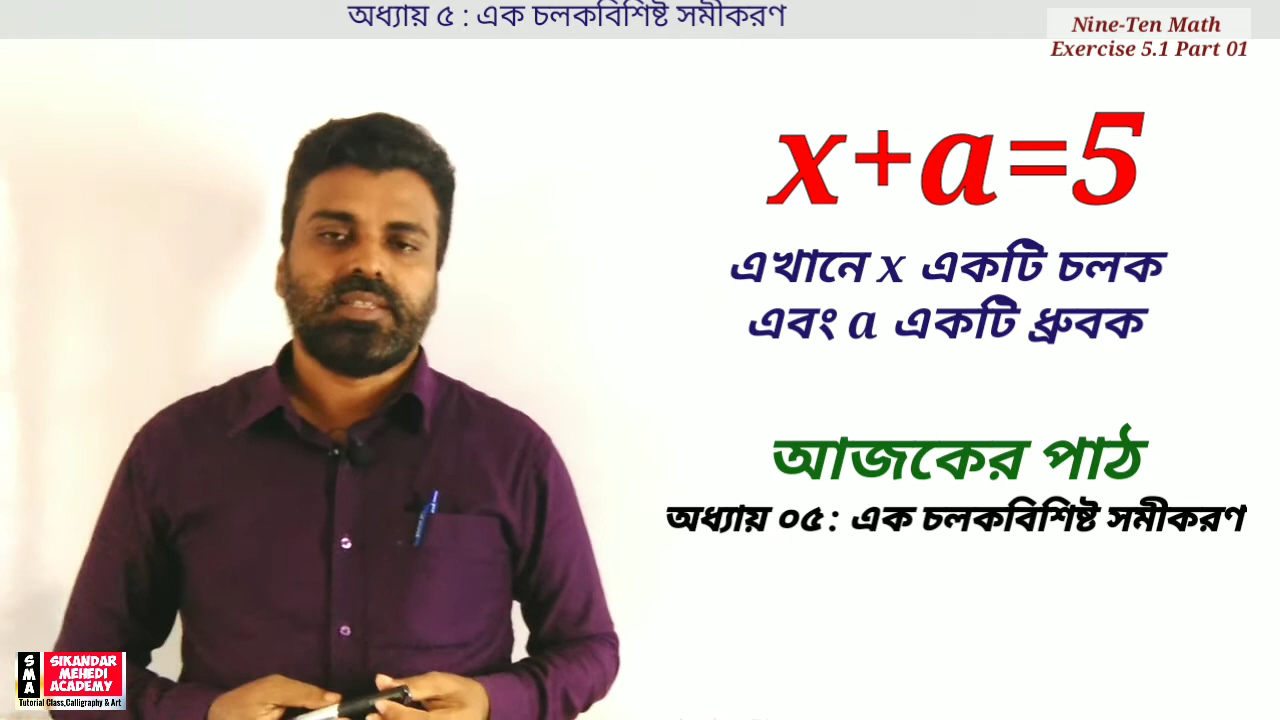 অধ্যায় ৫ : এক চলকবিশিষ্ট সমীকরণ
Nine-Ten Math
Exercise 5.1 Part 01
x+a=5
এখানে x একটি চলক
এবং a একটি ধ্রুবক
আজকের পাঠ
অধ্যায় ০৫: এক চলকবিশিষ্ট সমীকরণ
SMA
SIKANDAR
MEHEDI
ACADEMY
Tutorial Class,Calligraphy & Art